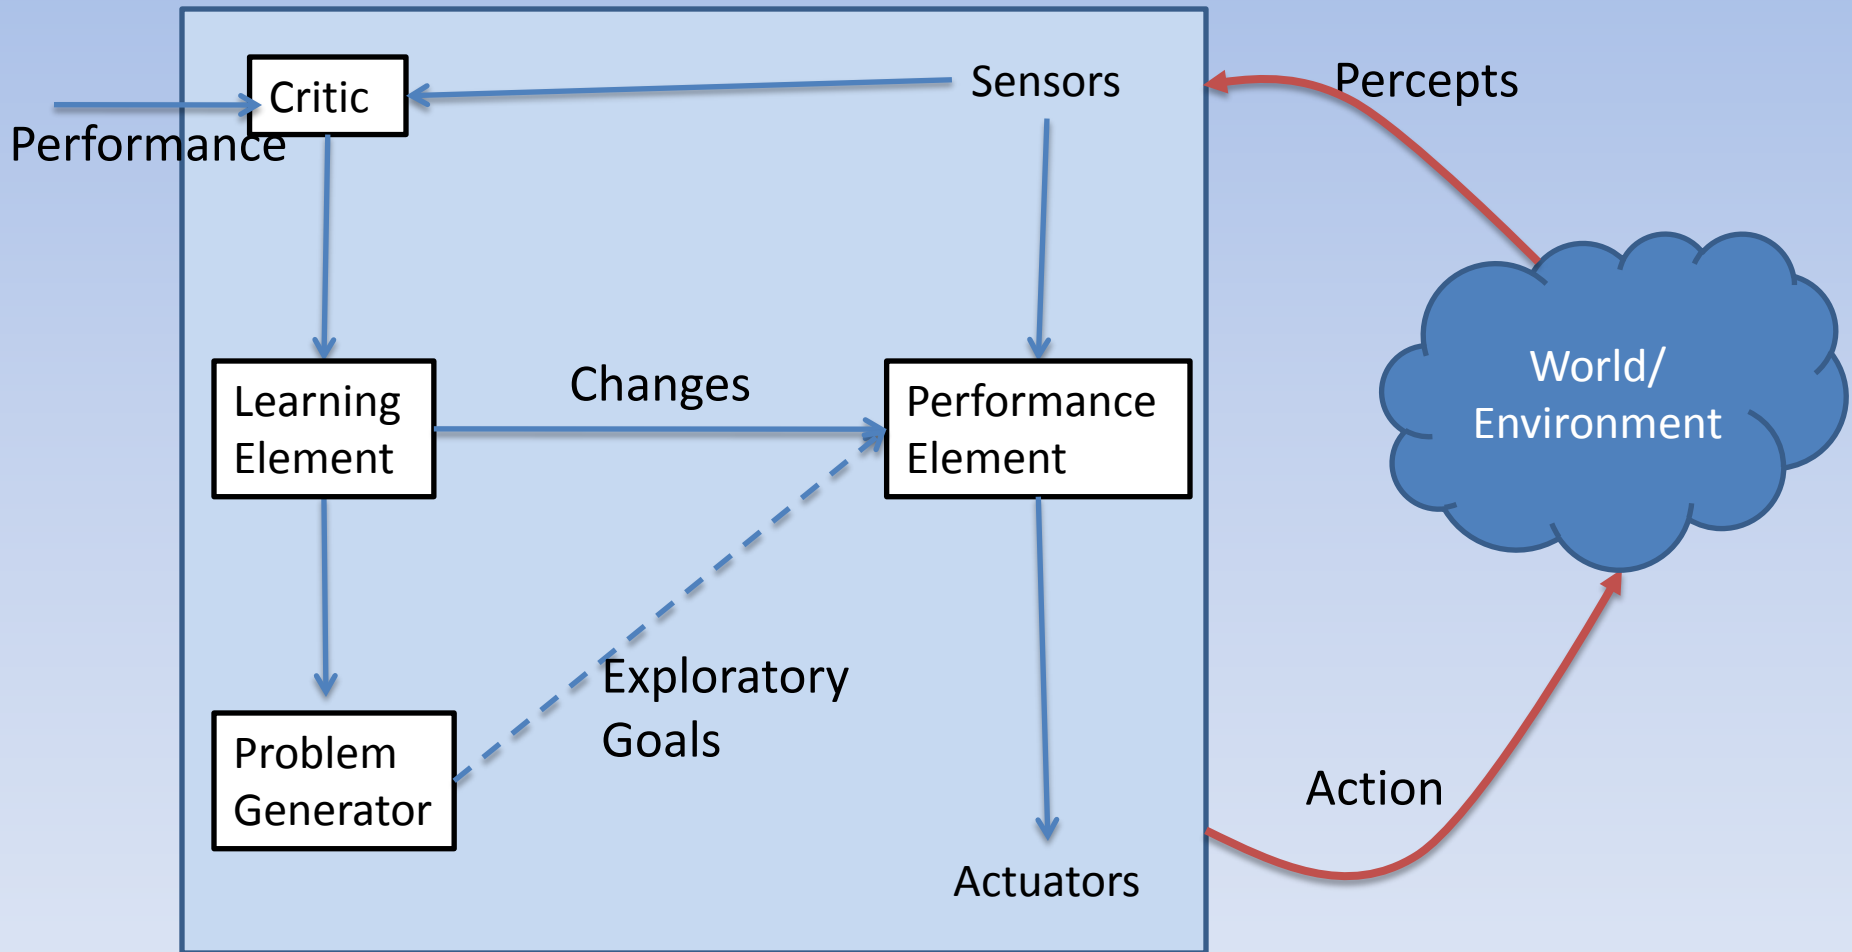 Critic
Sensors
Percepts
Performance
Learning
Element
Changes
Performance
Element
World/
Environment
Exploratory
Goals
Problem
Generator
Action
Actuators